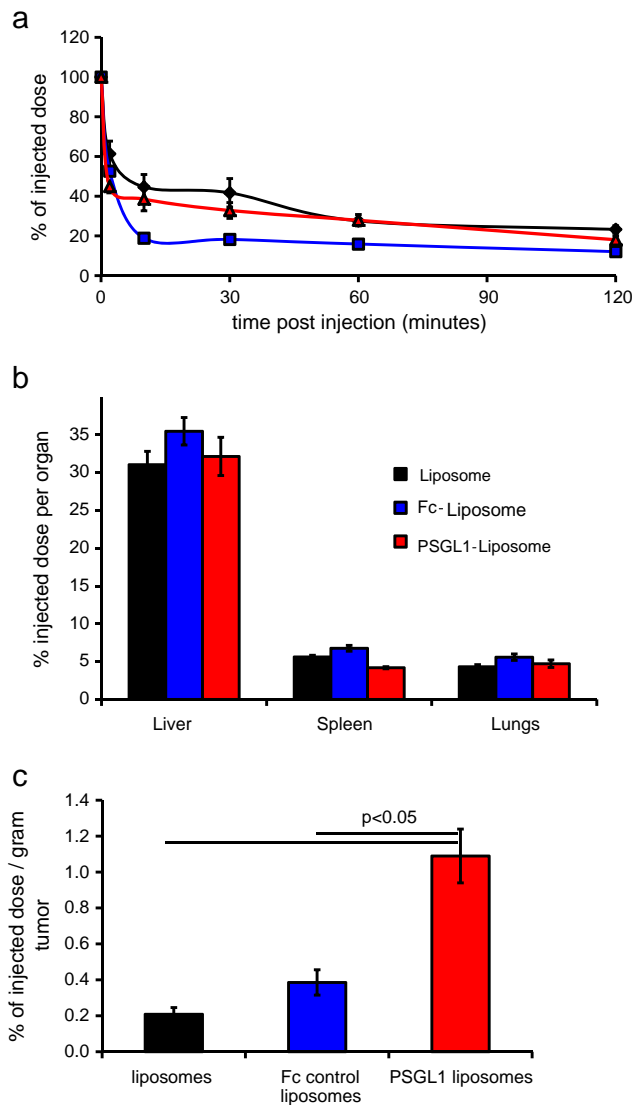 a
120
100
80
60
40
20
0
% of injected dose
0 30 60 90 120
time post injection (minutes)
b
35
30
25
20
15
10
5
0
% injected dose per organ
Liposome
Fc-Liposome
PSGL1-Liposome
Liver Spleen Lungs
c
1.4
1.2
1.0
0.8
0.6
0.4
0.2
0.0
% of injected dose / gram
tumor
p<0.05
liposomes Fc control PSGL1 liposomes
liposomes